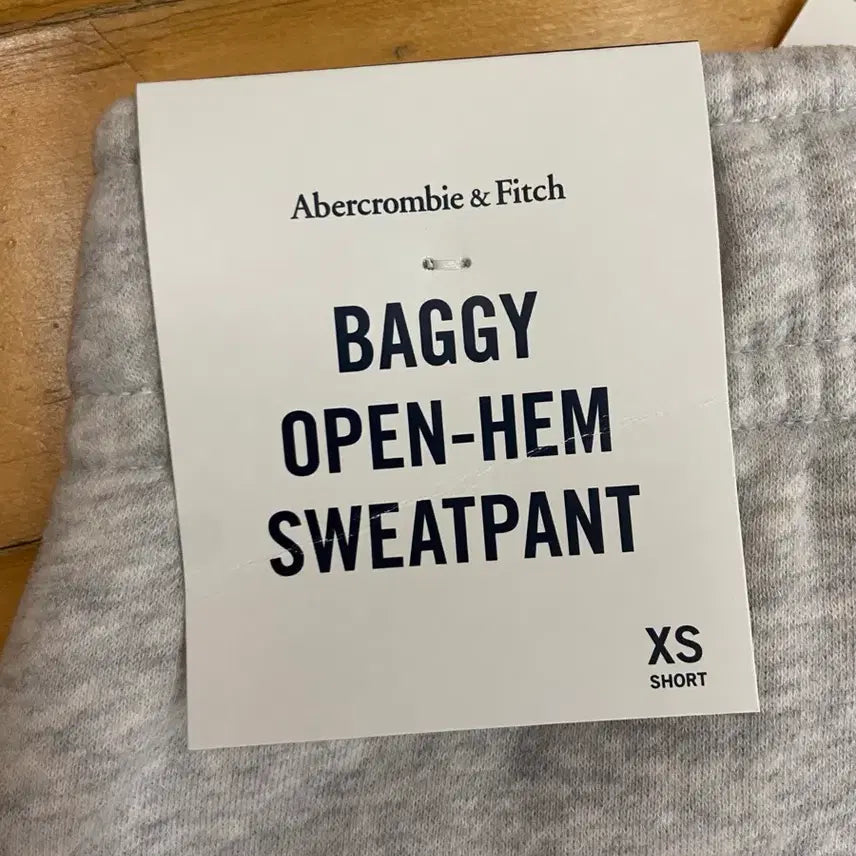 Abercrombie & Fitch
BAGGY
OPEN-HEM
SWEATPANT
XS
SHORT